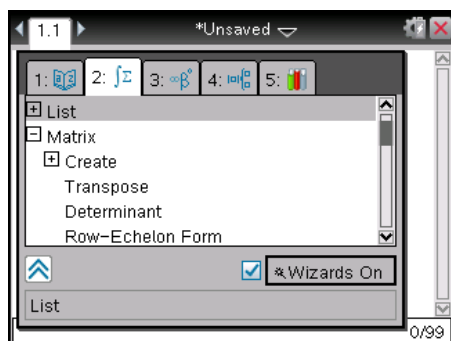 1.1 *Unsaved
1: 2: ∫Σ 3: ∞β° 4: 5:
List
Matrix
Create
Transpose
Determinant
Row-Echelon Form
Wizards On
List
0/99